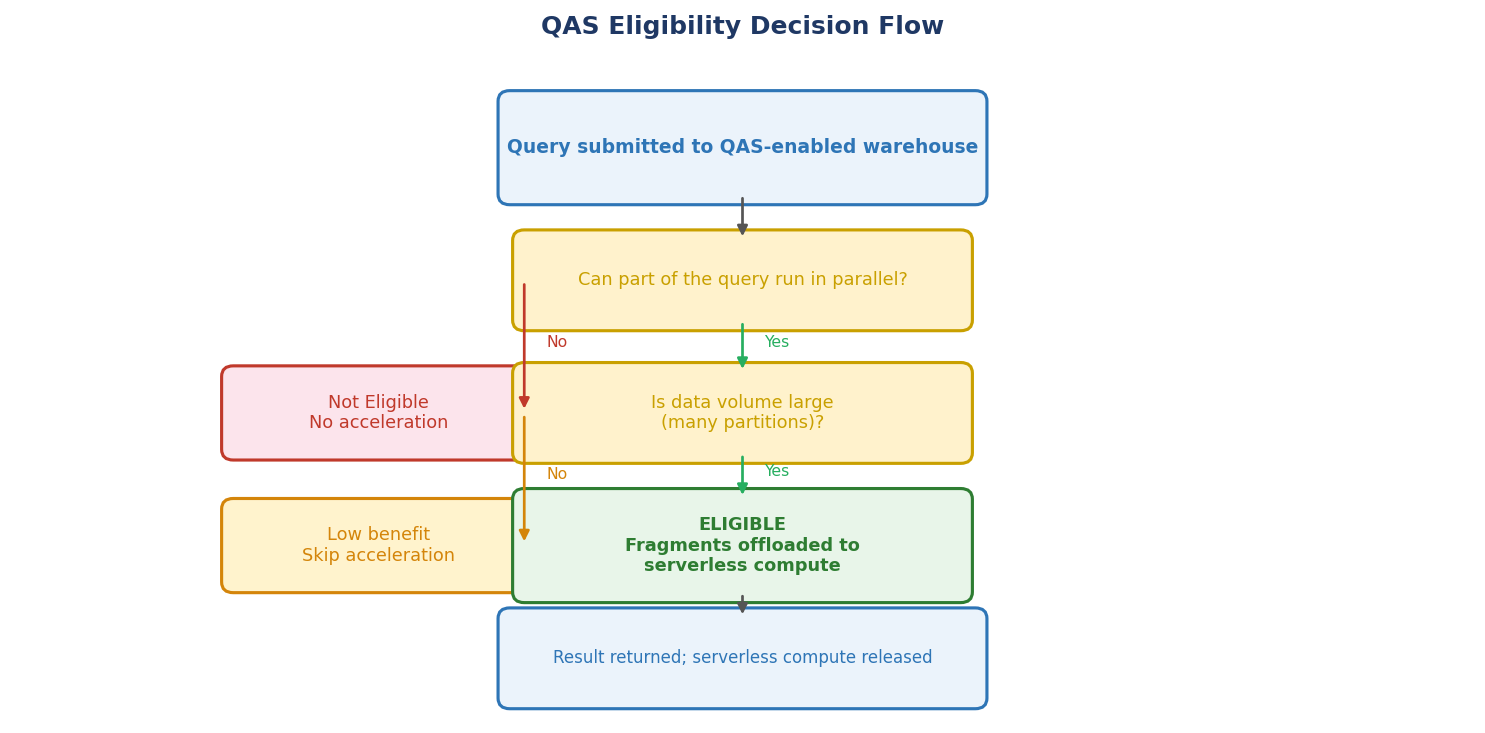 QAS Eligibility Decision Flow
Query submitted to QAS-enabled warehouse
Can part of the query run in parallel?
No
Yes
Not Eligible
No acceleration
Is data volume large
(many partitions)?
No
Yes
Low benefit
Skip acceleration
ELIGIBLE
Fragments offloaded to
serverless compute
Result returned; serverless compute released